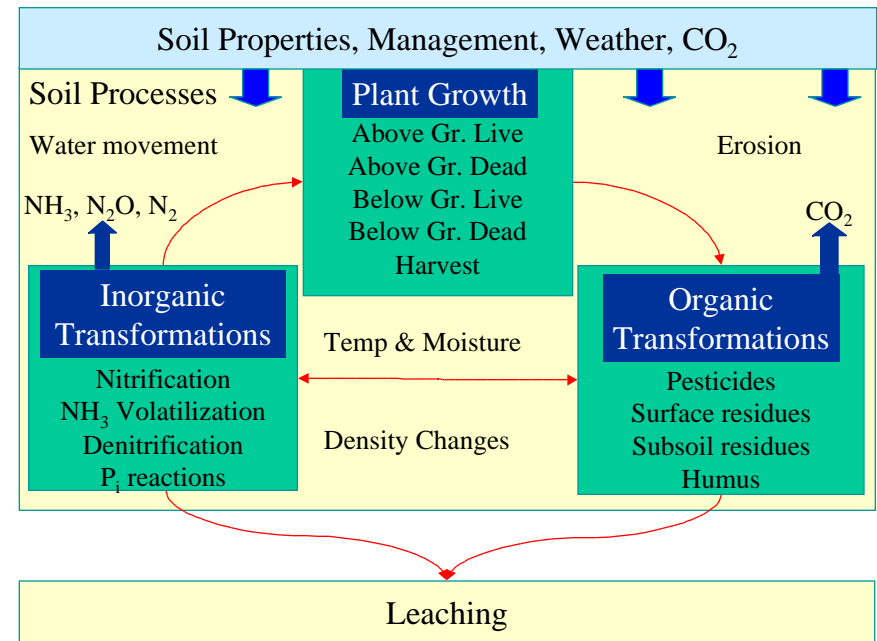 Soil Properties, Management, Weather, CO₂
Soil Processes
Plant Growth
Water movement
Above Gr. Live
Above Gr. Dead
Below Gr. Live
Below Gr. Dead
Harvest
Erosion
NH₃, N₂O, N₂
CO₂
Inorganic
Transformations
Nitrification
NH₃ Volatilization
Denitrification
Pᵢ reactions
Temp & Moisture
Density Changes
Organic
Transformations
Pesticides
Surface residues
Subsoil residues
Humus
Leaching